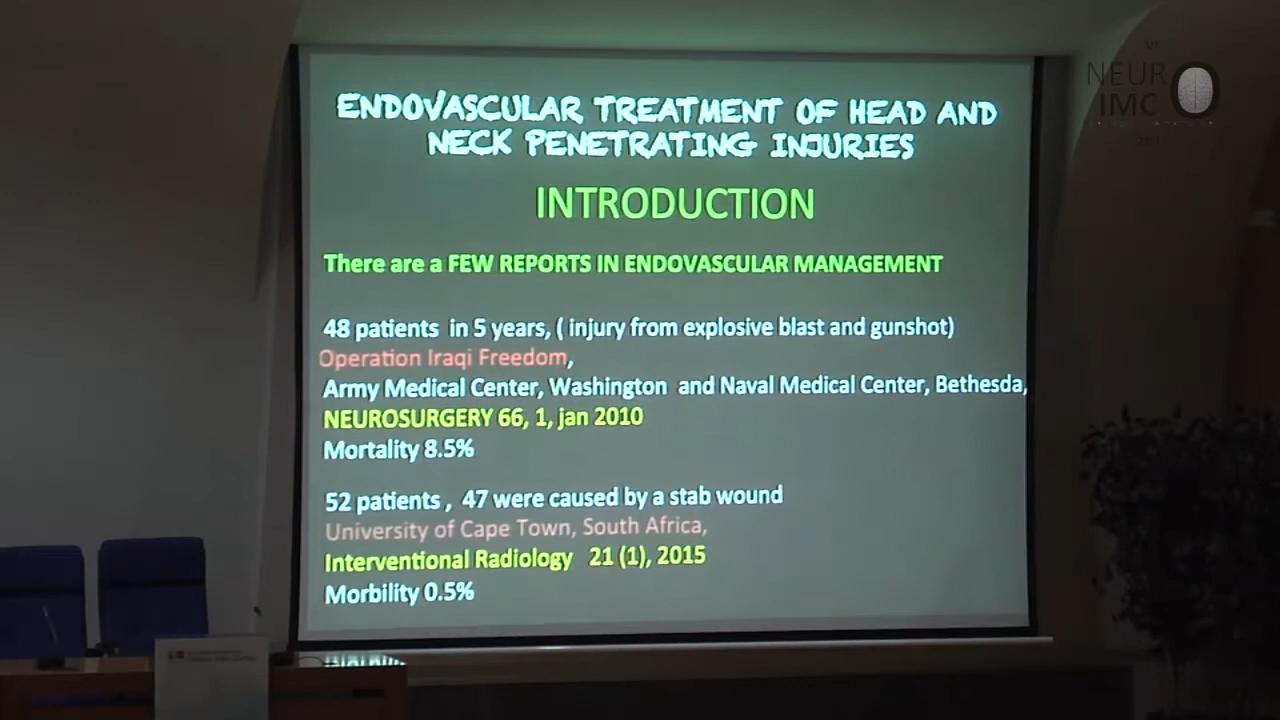 ENDOVASCULAR TREATMENT OF HEAD AND
NECK PENETRATING INJURIES
INTRODUCTION
There are a FEW REPORTS IN ENDOVASCULAR MANAGEMENT
48 patients in 5 years, ( injury from explosive blast and gunshot)
Operation Iraqi Freedom,
Army Medical Center, Washington and Naval Medical Center, Bethesda,
NEUROSURGERY 66, 1, jan 2010
Mortality 8.5%
52 patients , 47 were caused by a stab wound
University of Cape Town, South Africa,
Interventional Radiology 21 (1), 2015
Morbility 0.5%
NEURO
IMC